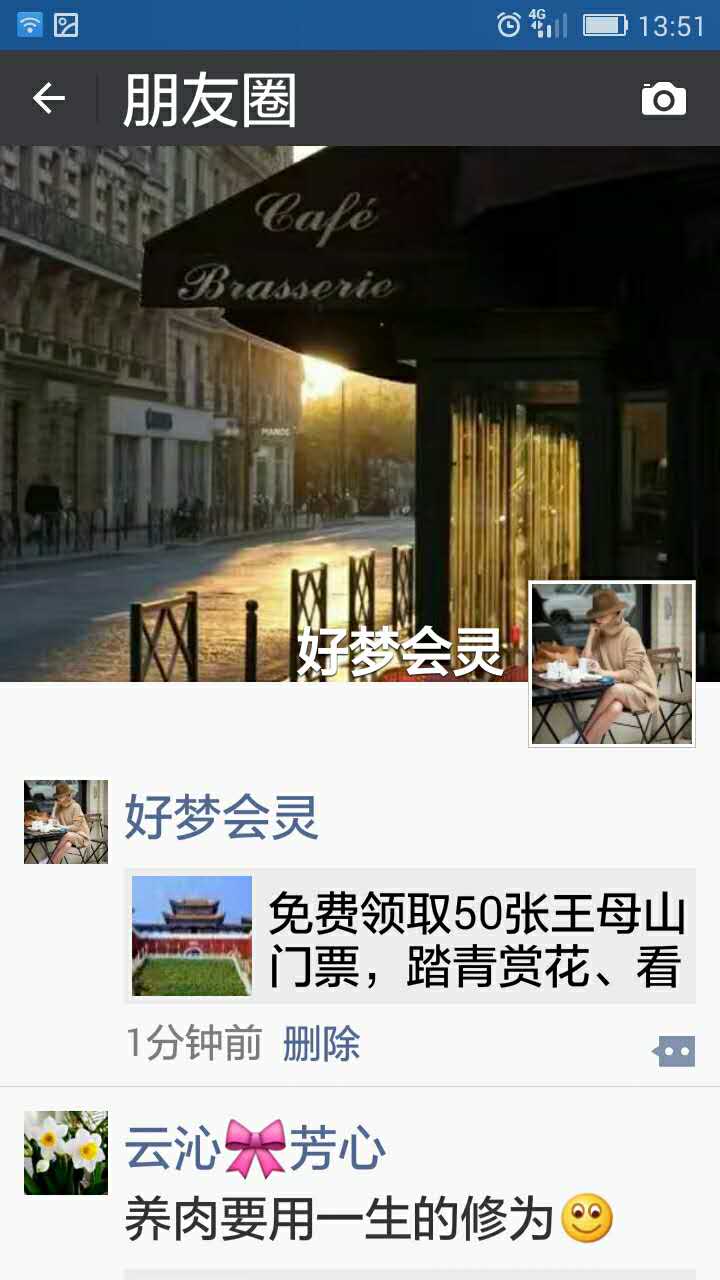 4G 13:51
朋友圈
Café
Brasserie
PIANOS
好梦会灵
好梦会灵
免费领取50张王母山
门票，踏青赏花、看
1分钟前 删除
云沁🎀芳心
养肉要用一生的修为🙂